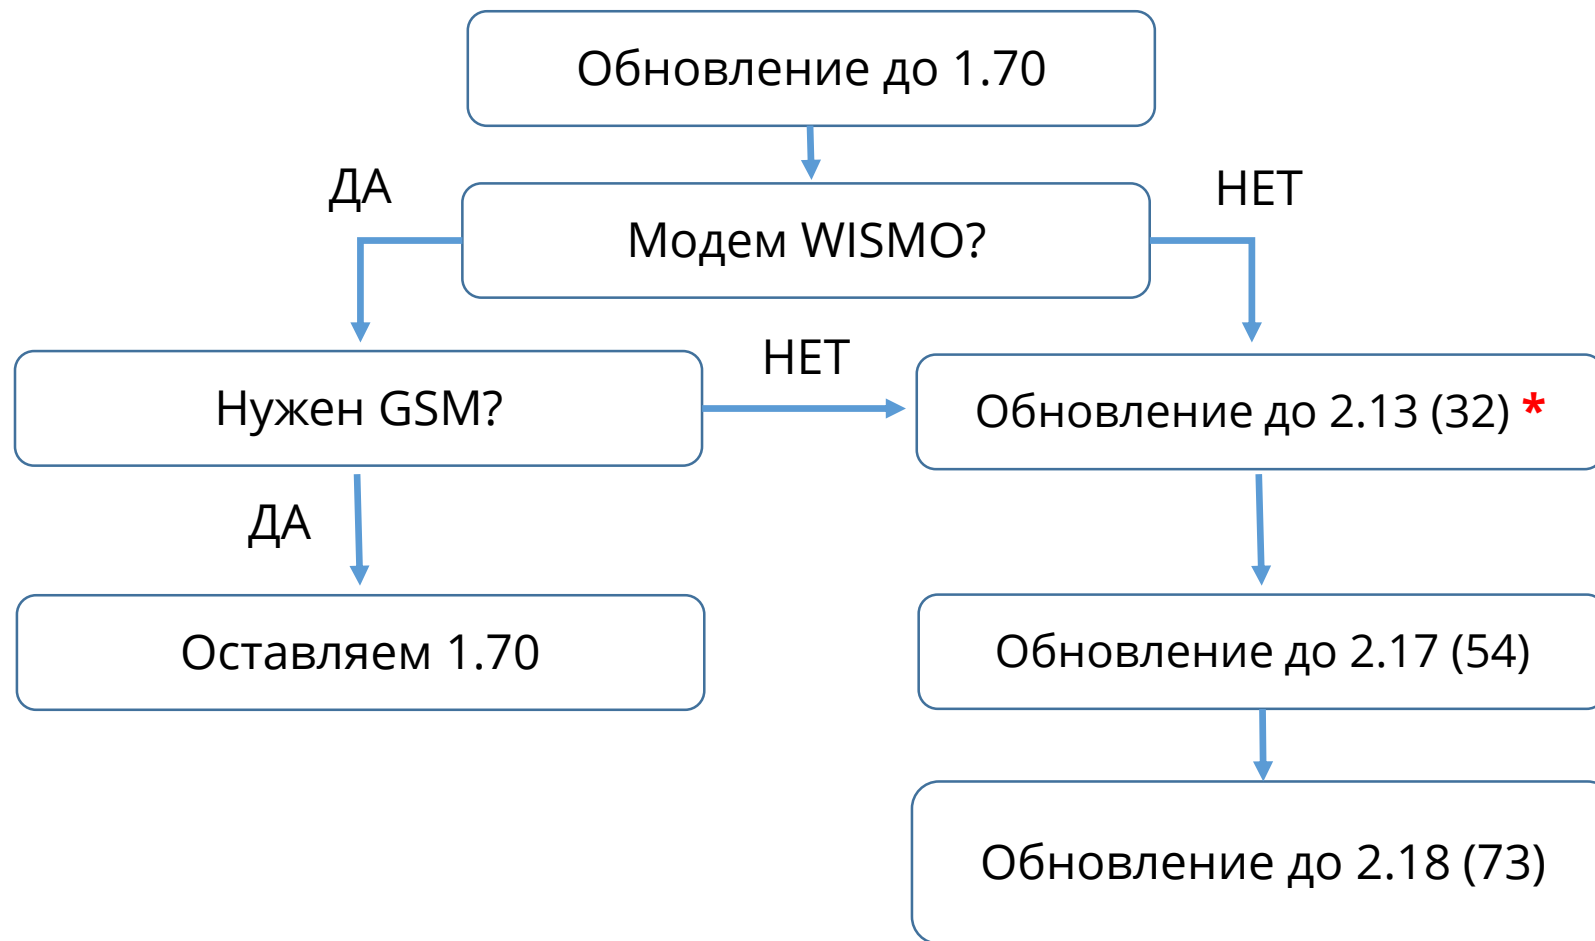 Обновление до 1.70
ДА
НЕТ
Модем WISMO?
НЕТ
Нужен GSM?
Обновление до 2.13 (32) *
ДА
Оставляем 1.70
Обновление до 2.17 (54)
Обновление до 2.18 (73)